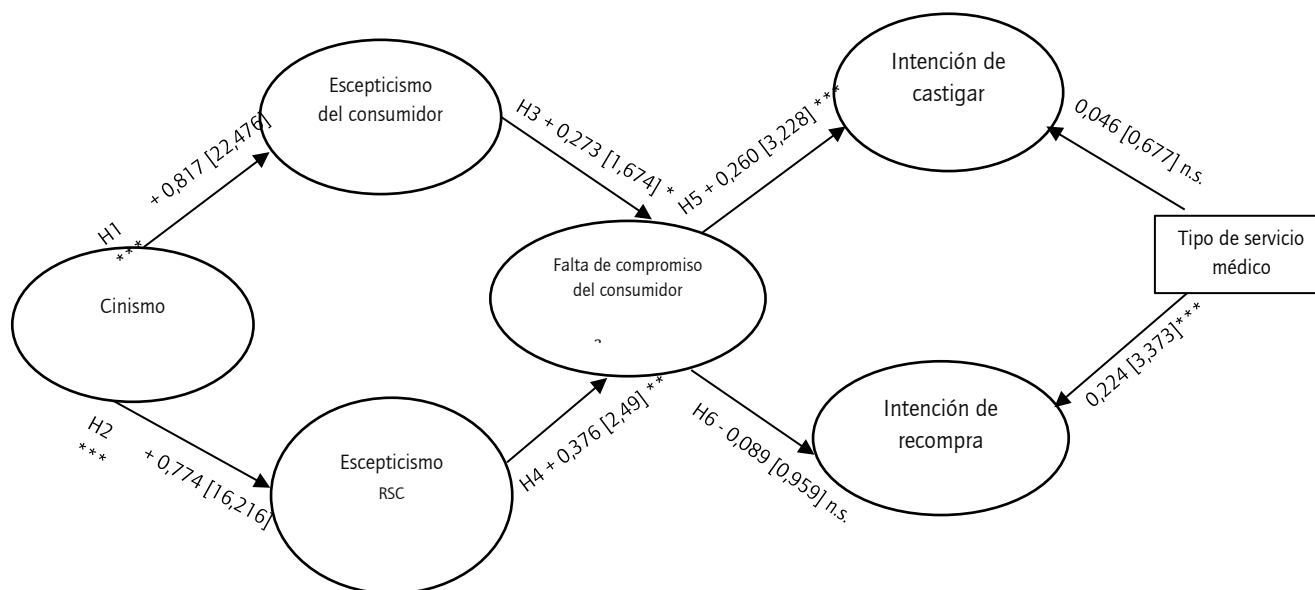 Escepticismo
del consumidor
H1 + 0,817 [22,476]
***
Cinismo
H2 + 0,774 [16,216]
***
Escepticismo
RSC
H3 + 0,273 [1,674] *
H4 + 0,376 [2,49] **
Falta de compromiso
del consumidor
H5 + 0,260 [3,228] ***
H6 - 0,089 [0,959] n.s.
Intención de
castigar
Intención de
recompra
0,046 [0,677] n.s.
Tipo de servicio
médico
0,224 [3,373]***